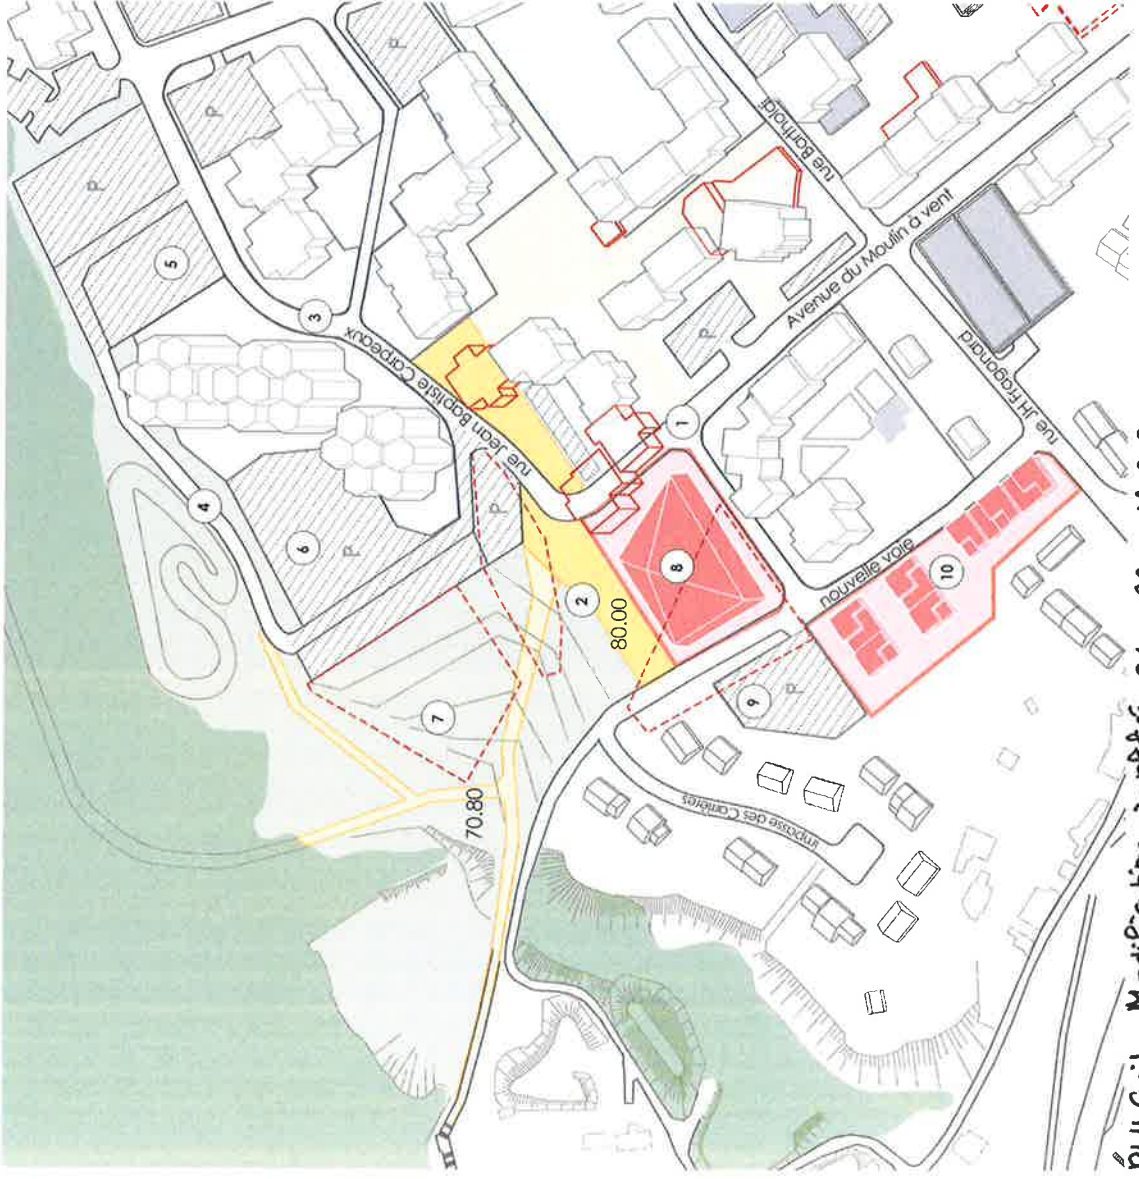 P
P
P
5
3
rue Jean Baptiste Carpeaux
4
6
P
P
7
2
80.00
70.80
8
1
9
P
10
nouvelle voie
P
Avenue du Moulin à vent
rue Bartholdi
rue JH Fragonard
impasse des Carrières